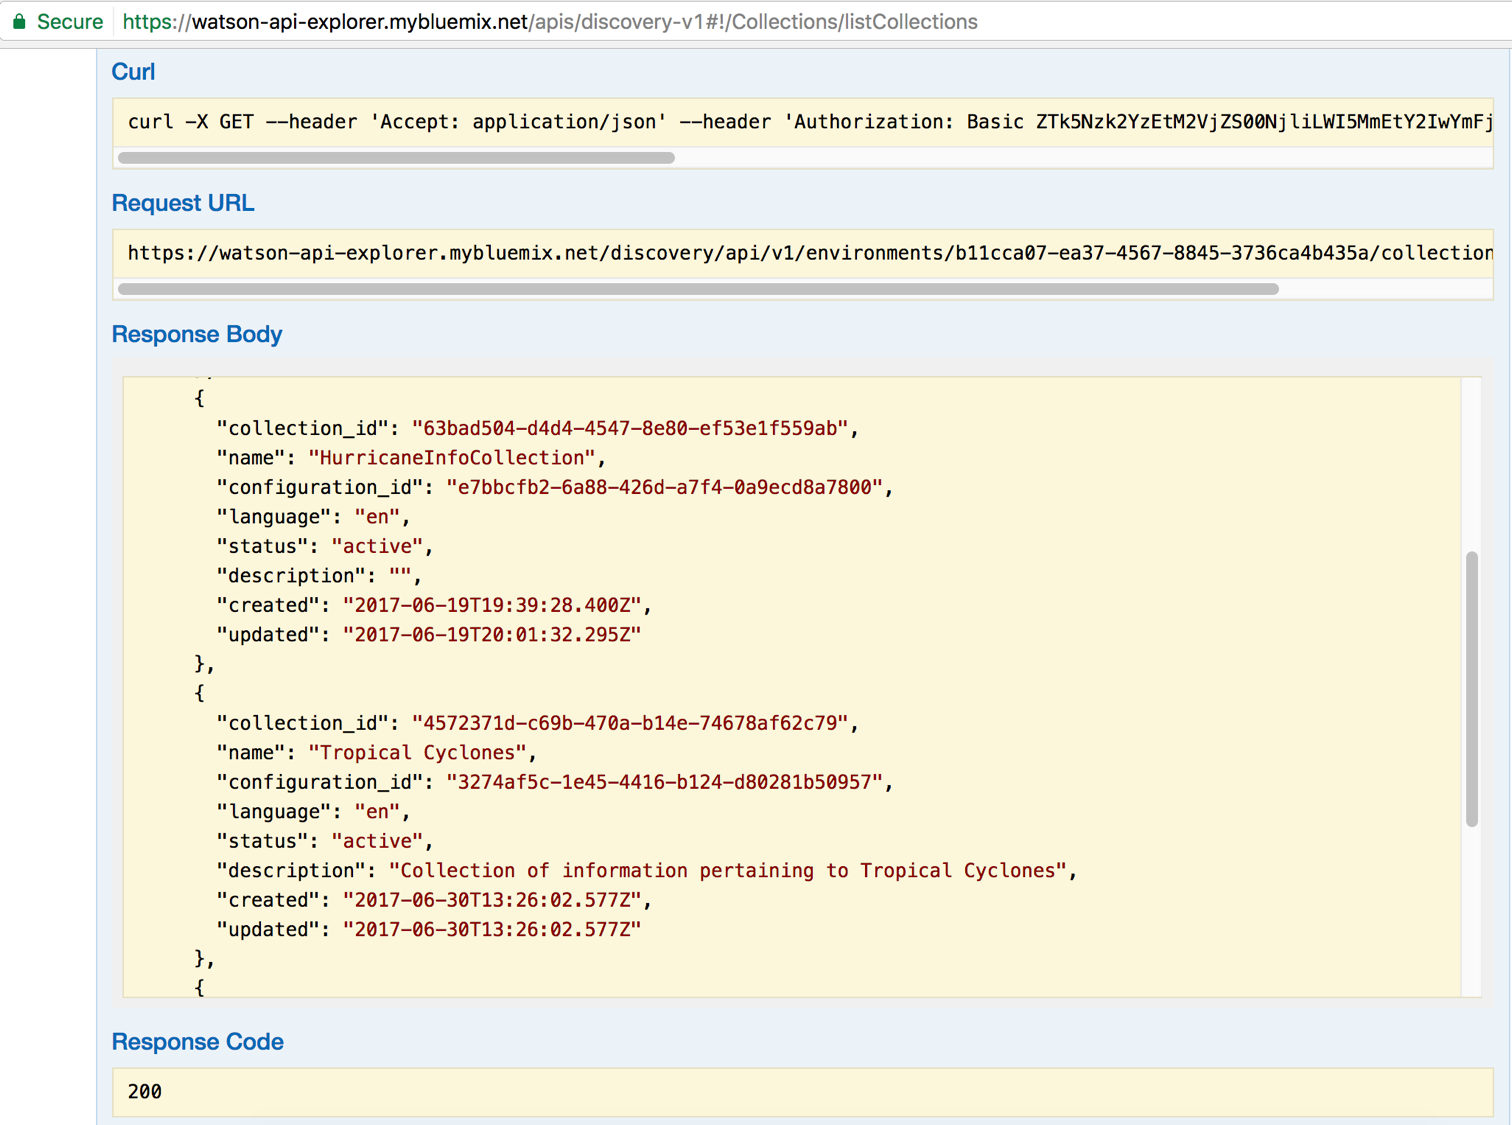 Secure https://watson-api-explorer.mybluemix.net/apis/discovery-v1#!/Collections/listCollections
Curl
curl -X GET --header 'Accept: application/json' --header 'Authorization: Basic ZTk5Nzk2YzEtM2VjZS00NjliLWI5MmEtY2IwYmFj
Request URL
https://watson-api-explorer.mybluemix.net/discovery/api/v1/environments/b11cca07-ea37-4567-8845-3736ca4b435a/collection
Response Body
{
"collection_id": "63bad504-d4d4-4547-8e80-ef53e1f559ab",
"name": "HurricaneInfoCollection",
"configuration_id": "e7bbcfb2-6a88-426d-a7f4-0a9ecd8a7800",
"language": "en",
"status": "active",
"description": "",
"created": "2017-06-19T19:39:28.400Z",
"updated": "2017-06-19T20:01:32.295Z"
},
{
"collection_id": "4572371d-c69b-470a-b14e-74678af62c79",
"name": "Tropical Cyclones",
"configuration_id": "3274af5c-1e45-4416-b124-d80281b50957",
"language": "en",
"status": "active",
"description": "Collection of information pertaining to Tropical Cyclones",
"created": "2017-06-30T13:26:02.577Z",
"updated": "2017-06-30T13:26:02.577Z"
},
{
Response Code
200